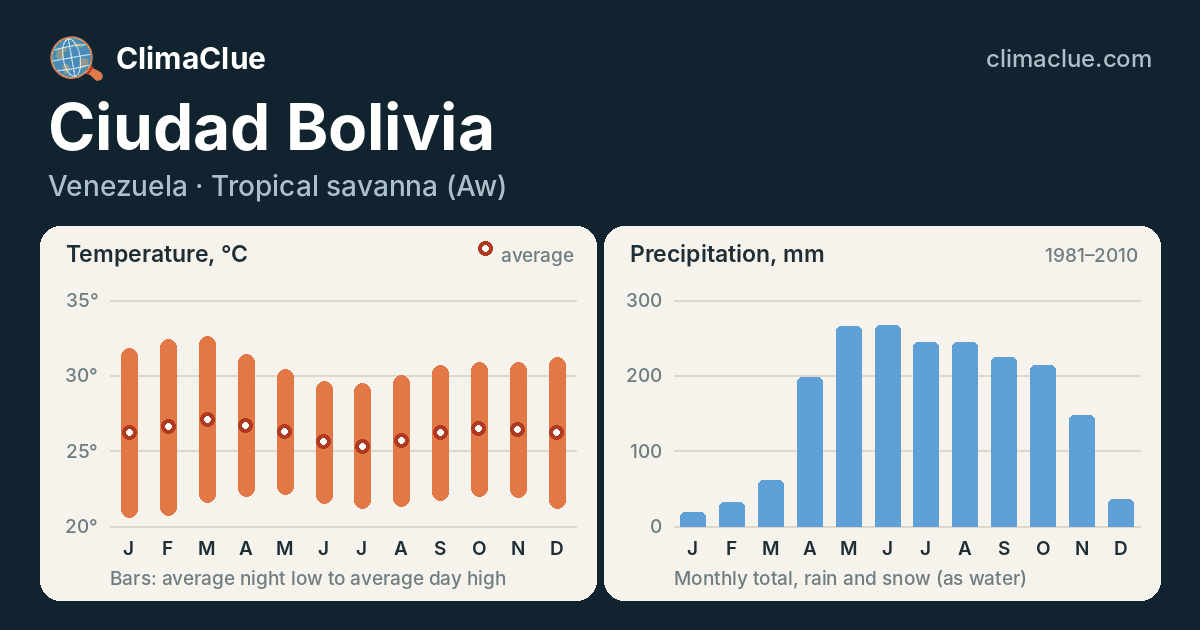 ClimaClue
climaclue.com
Ciudad Bolivia
Venezuela · Tropical savanna (Aw)
Temperature, °C
average
35°
30°
25°
20°
J F M A M J J A S O N D
Bars: average night low to average day high
Precipitation, mm
1981–2010
300
200
100
0
J F M A M J J A S O N D
Monthly total, rain and snow (as water)